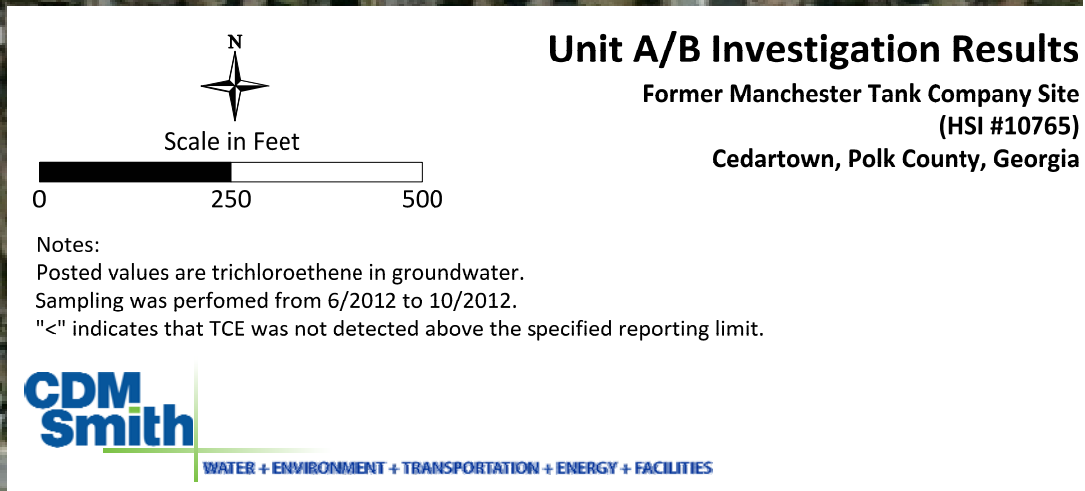 N
Scale in Feet
0 250 500
Unit A/B Investigation Results
Former Manchester Tank Company Site
(HSI #10765)
Cedartown, Polk County, Georgia
Notes:
Posted values are trichloroethene in groundwater.
Sampling was perfomed from 6/2012 to 10/2012.
"<" indicates that TCE was not detected above the specified reporting limit.
CDM
Smith
WATER + ENVIRONMENT + TRANSPORTATION + ENERGY + FACILITIES